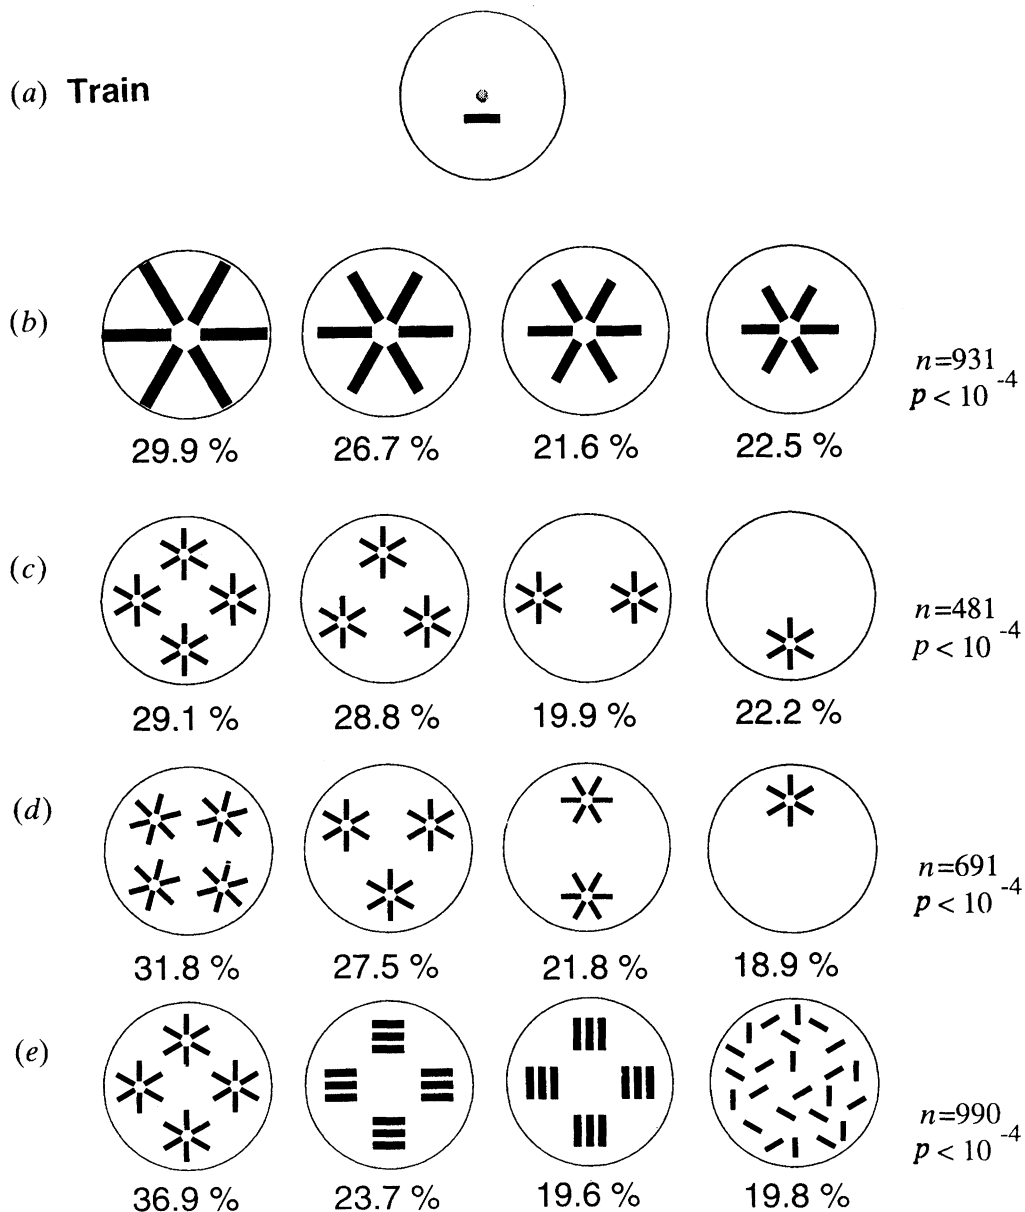 (a) Train
(b)
n=931
p < 10 -4
29.9 % 26.7 % 21.6 % 22.5 %
(c)
n=481
p < 10 -4
29.1 % 28.8 % 19.9 % 22.2 %
(d)
n=691
p < 10 -4
31.8 % 27.5 % 21.8 % 18.9 %
(e)
n=990
p < 10 -4
36.9 % 23.7 % 19.6 % 19.8 %